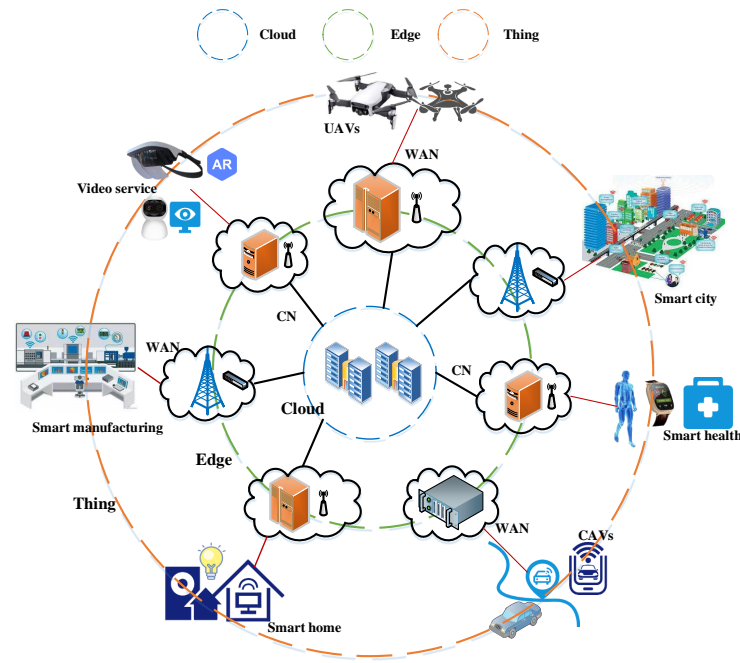 Cloud
Edge
Thing
UAVs
WAN
AR
Video service
Smart city
CN
WAN
CN
Cloud
Smart manufacturing
Smart health
Edge
Thing
WAN
CAVs
Smart home